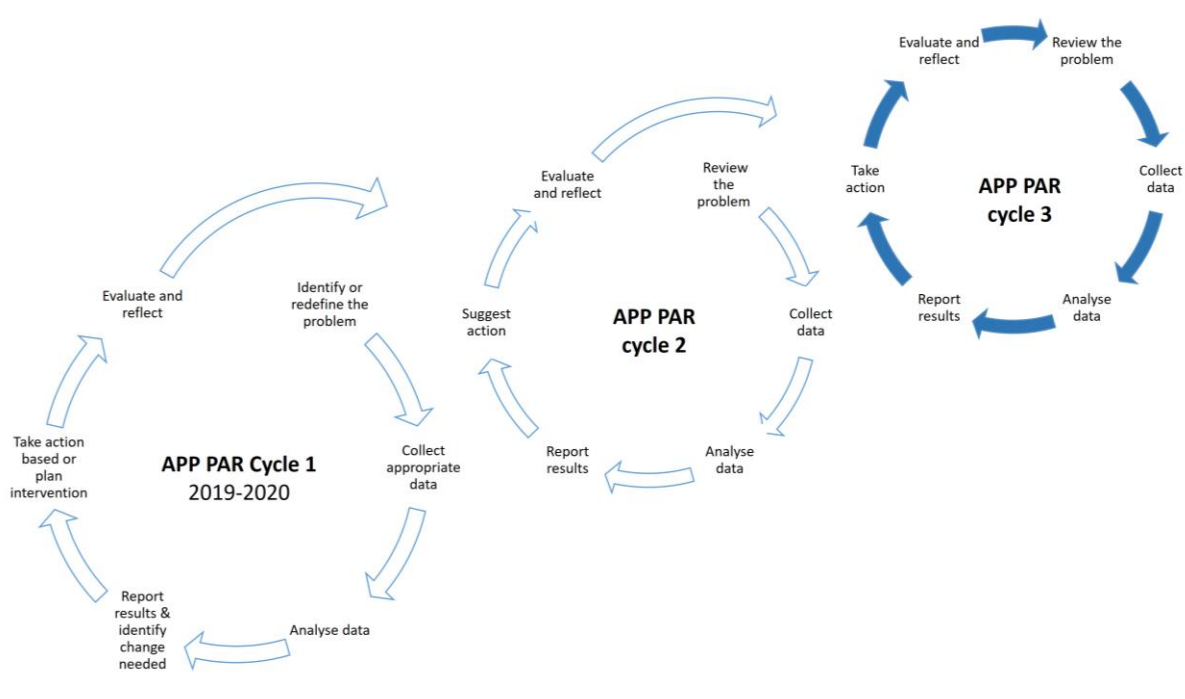 APP PAR Cycle 1
2019-2020
Identify or
redefine the
problem
Collect
appropriate
data
Analyse data
Report
results &
identify
change
needed
Take action
based or
plan
intervention
Evaluate and
reflect
APP PAR
cycle 2
Review
the
problem
Collect
data
Analyse
data
Report
results
Suggest
action
Evaluate
and reflect
APP PAR
cycle 3
Review the
problem
Collect
data
Analyse
data
Report
results
Take
action
Evaluate and
reflect